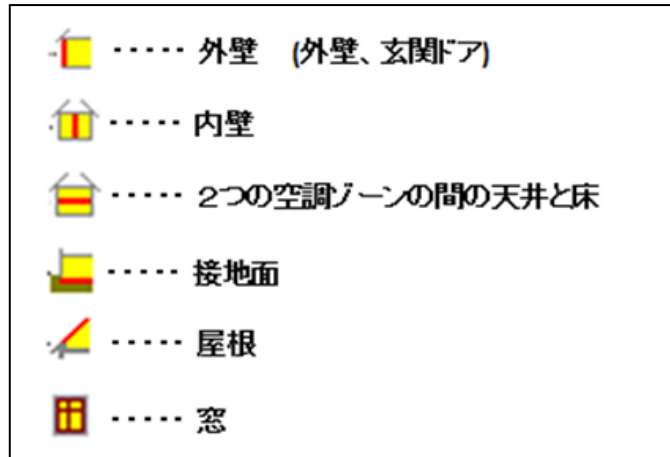 ..... 外壁 (外壁、玄関ドア)
..... 内壁
..... 2つの空調ゾーンの間の天井と床
..... 接地面
..... 屋根
..... 窓